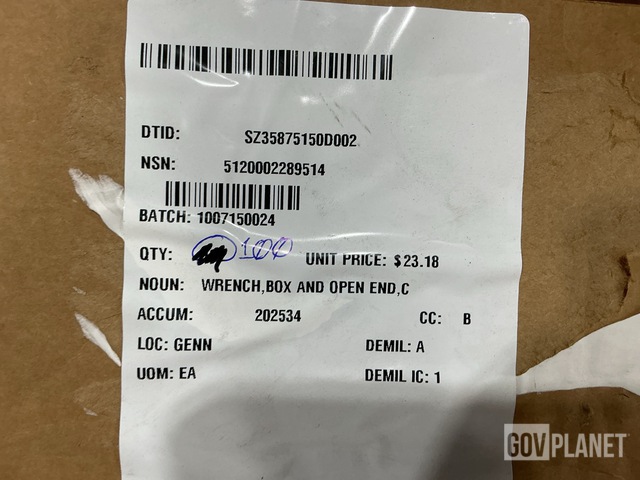 DTID: SZ35875150D002
NSN: 5120002289514
BATCH: 1007150024
QTY: 100 UNIT PRICE: $23.18
NOUN: WRENCH,BOX AND OPEN END,C
ACCUM: 202534 CC: B
LOC: GENN DEMIL: A
UOM: EA DEMIL IC: 1
GOVPLANET